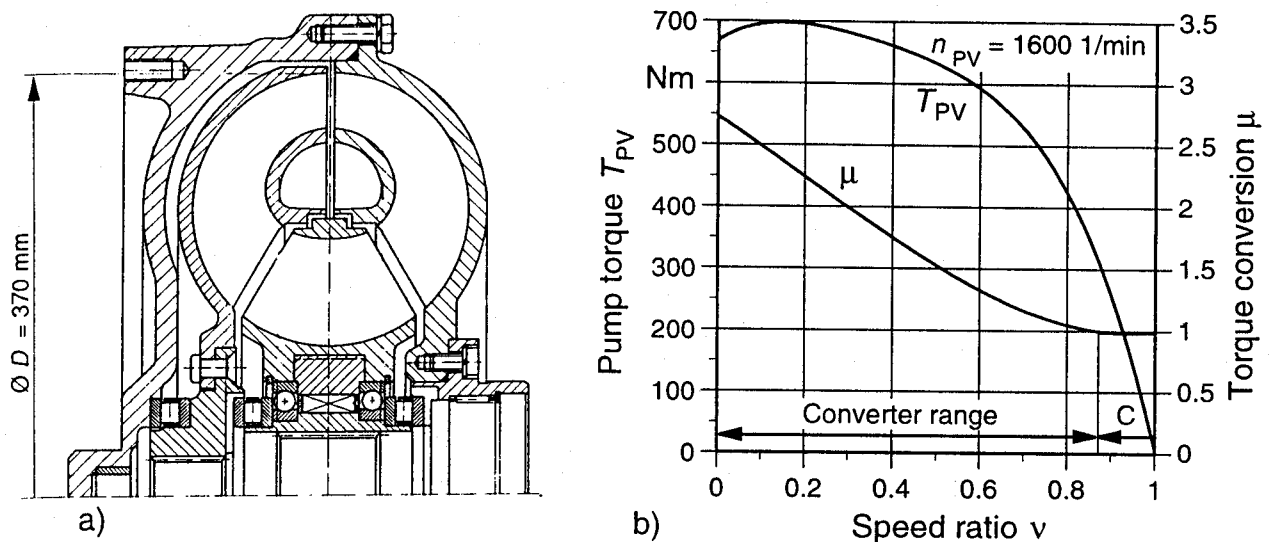 Ø D = 370 mm
a)
Pump torque T_PV
700
Nm
500
400
300
200
100
0
n_PV = 1600 1/min
T_PV
μ
Converter range
C
0
0.2
0.4
0.6
0.8
1
Speed ratio ν
3.5
3
2.5
2
1.5
1
0.5
0
Torque conversion μ
b)